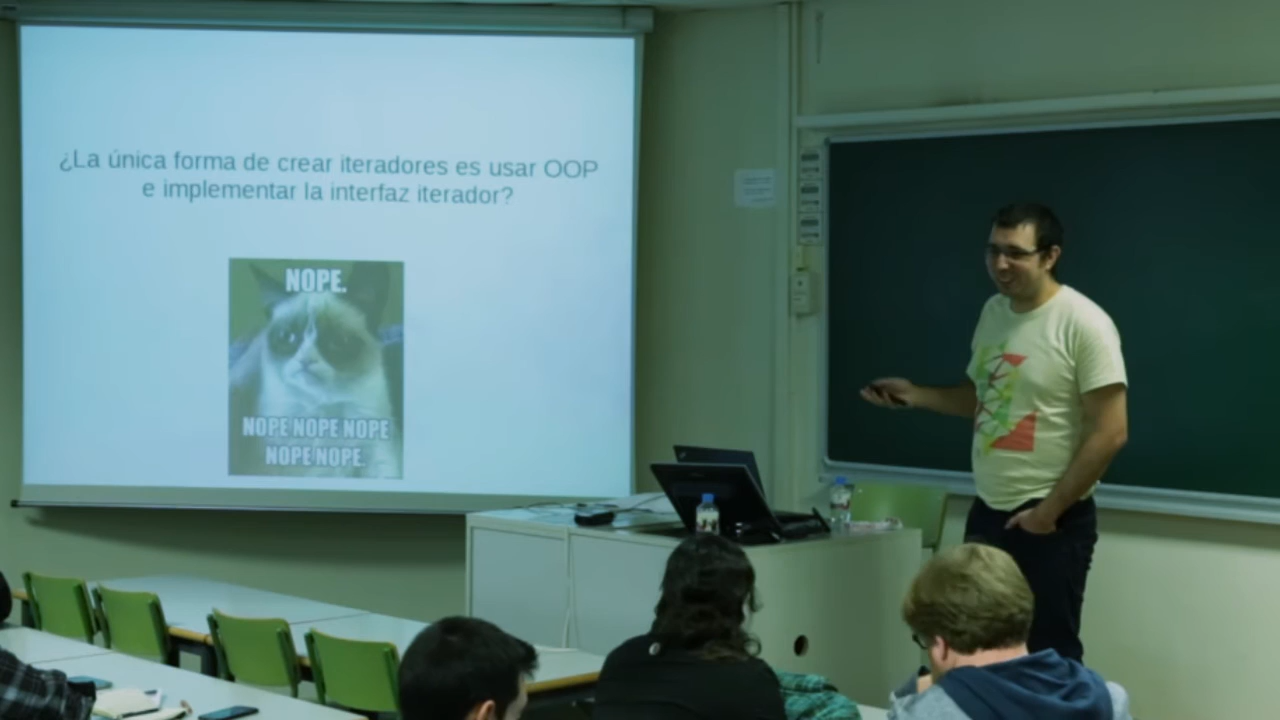 ¿La única forma de crear iteradores es usar OOP
e implementar la interfaz iterador?
NOPE.
NOPE NOPE NOPE
NOPE NOPE.